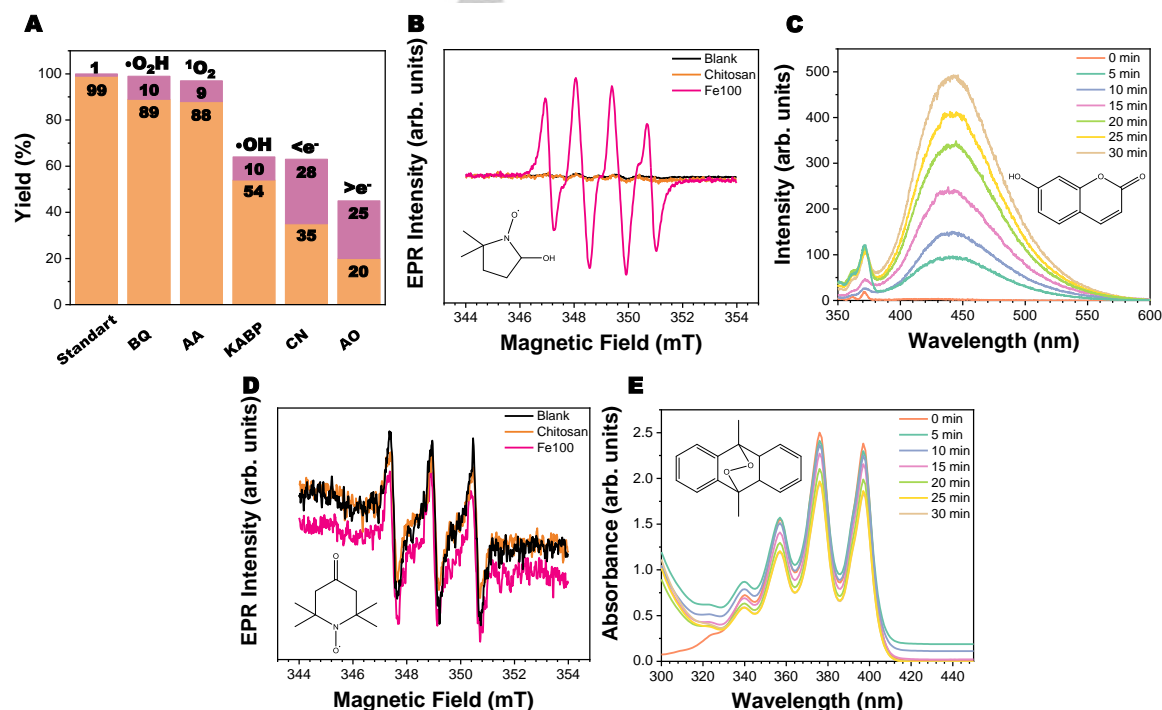 A
Yield (%)
100
80
60
40
20
0
1
99
•O₂H
10
89
¹O₂
9
88
•OH
10
54
<e⁻
28
35
>e⁻
25
20
Standart
BQ
AA
KABP
CN
AO
B
EPR Intensity (arb. units)
Blank
Chitosan
Fe100
O•
N
OH
344 346 348 350 352 354
Magnetic Field (mT)
C
Intensity (arb. units)
500
400
300
200
100
0
0 min
5 min
10 min
15 min
20 min
25 min
30 min
HO
O
O
350 400 450 500 550 600
Wavelength (nm)
D
EPR Intensity (arb. units)
Blank
Chitosan
Fe100
O
N
O•
344 346 348 350 352 354
Magnetic Field (mT)
E
Absorbance (arb. units)
2.5
2.0
1.5
1.0
0.5
0.0
O
O
0 min
5 min
10 min
15 min
20 min
25 min
30 min
300 320 340 360 380 400 420 440
Wavelength (nm)